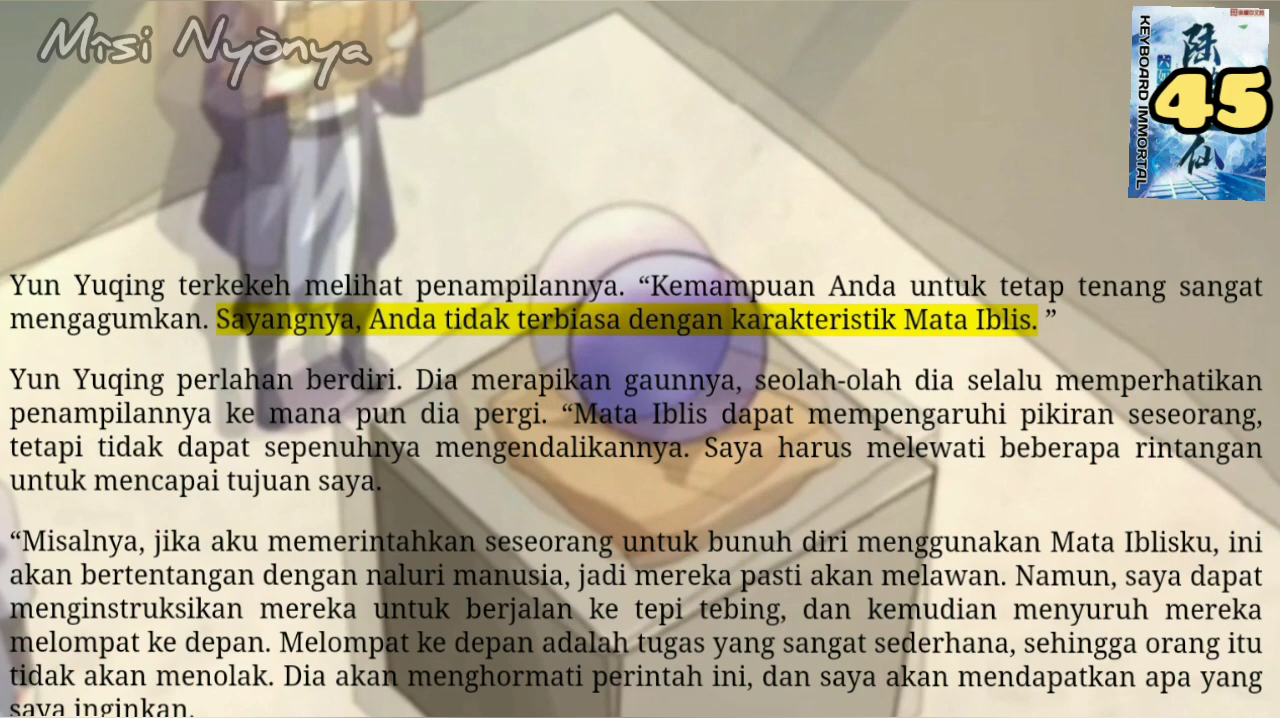 Mîsi Nyònya
KEYBOARD IMMORTAL
45
Yun Yuqing terkekeh melihat penampilannya. “Kemampuan Anda untuk tetap tenang sangat
mengagumkan. Sayangnya, Anda tidak terbiasa dengan karakteristik Mata Iblis. ”
Yun Yuqing perlahan berdiri. Dia merapikan gaunnya, seolah-olah dia selalu memperhatikan
penampilannya ke mana pun dia pergi. “Mata Iblis dapat mempengaruhi pikiran seseorang,
tetapi tidak dapat sepenuhnya mengendalikannya. Saya harus melewati beberapa rintangan
untuk mencapai tujuan saya.
“Misalnya, jika aku memerintahkan seseorang untuk bunuh diri menggunakan Mata Iblisku, ini
akan bertentangan dengan naluri manusia, jadi mereka pasti akan melawan. Namun, saya dapat
menginstruksikan mereka untuk berjalan ke tepi tebing, dan kemudian menyuruh mereka
melompat ke depan. Melompat ke depan adalah tugas yang sangat sederhana, sehingga orang itu
tidak akan menolak. Dia akan menghormati perintah ini, dan saya akan mendapatkan apa yang
saya inginkan.